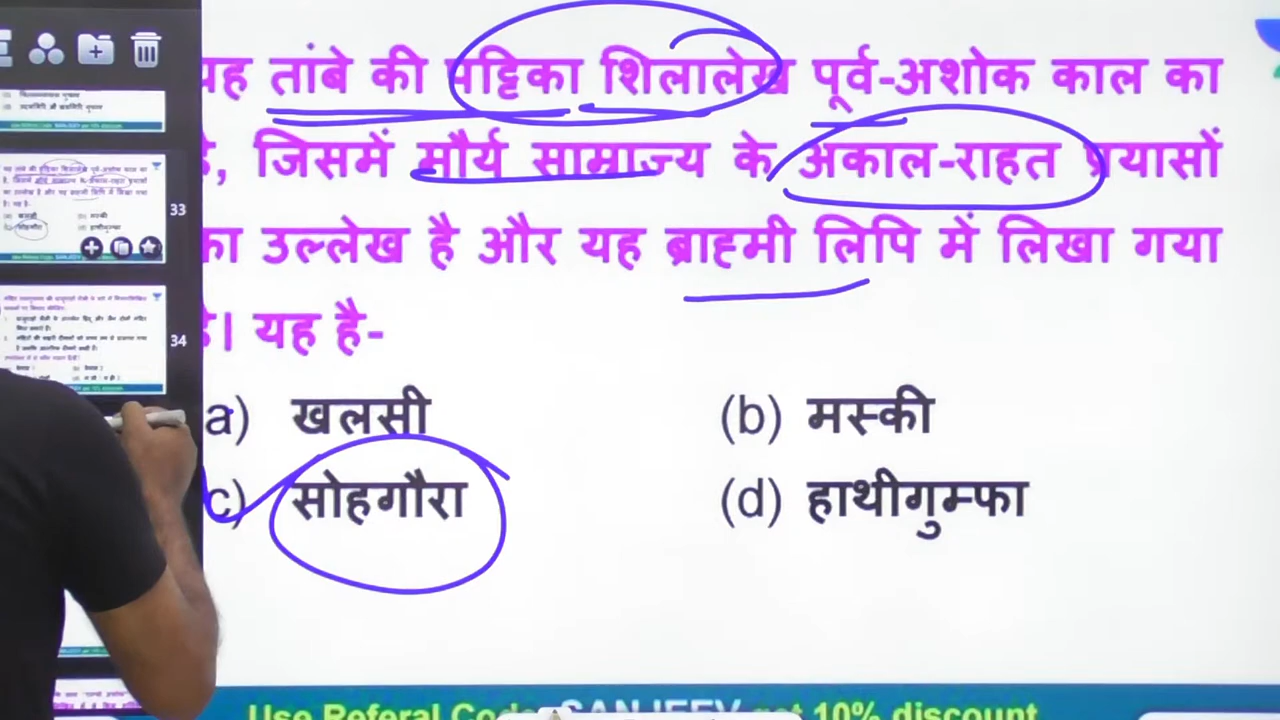 यह तांबे की पट्टिका शिलालेख पूर्व-अशोक काल का
है, जिसमें मौर्य साम्राज्य के अकाल-राहत प्रयासों
का उल्लेख है और यह ब्राह्मी लिपि में लिखा गया
है। यह है-
a) खलसी
(b) मस्की
c) सोहगौरा
(d) हाथीगुम्फा
33
34
Use Referal Code SANJEEV get 10% discount